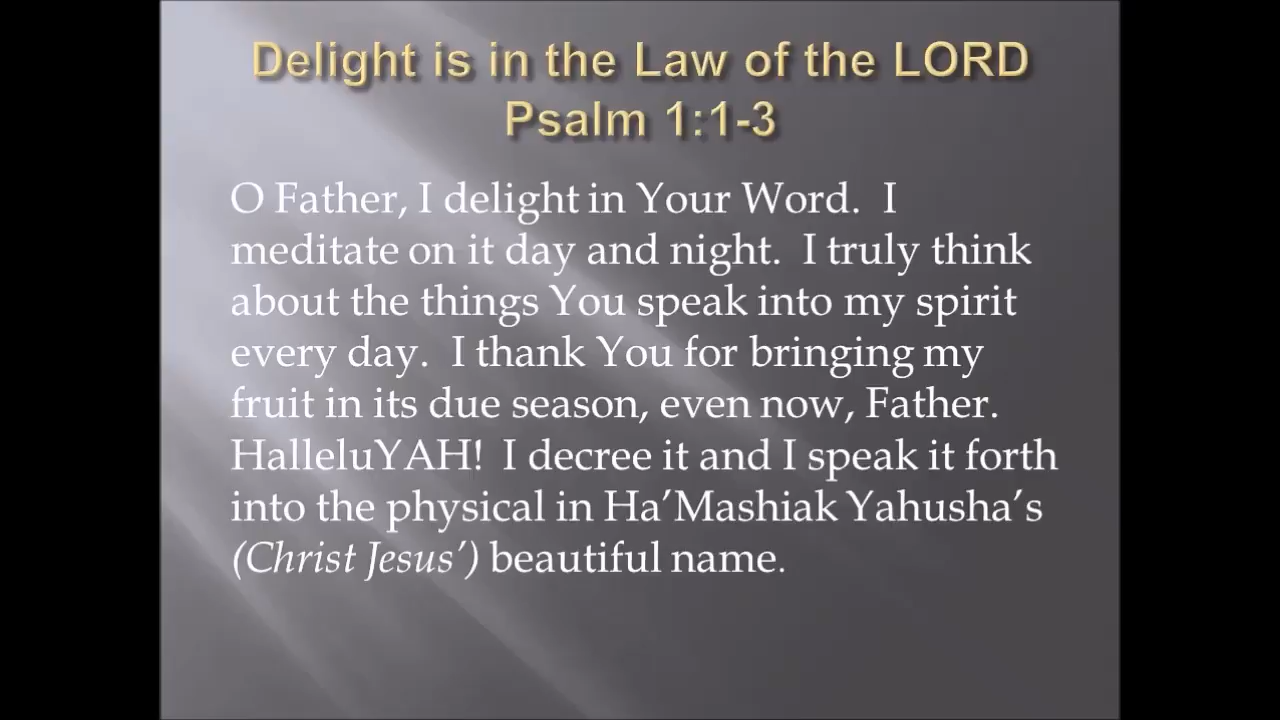 Delight is in the Law of the LORD
Psalm 1:1-3
O Father, I delight in Your Word.  I
meditate on it day and night.  I truly think
about the things You speak into my spirit
every day.  I thank You for bringing my
fruit in its due season, even now, Father.
HalleluYAH!  I decree it and I speak it forth
into the physical in Ha’Mashiak Yahusha’s
(Christ Jesus’) beautiful name.